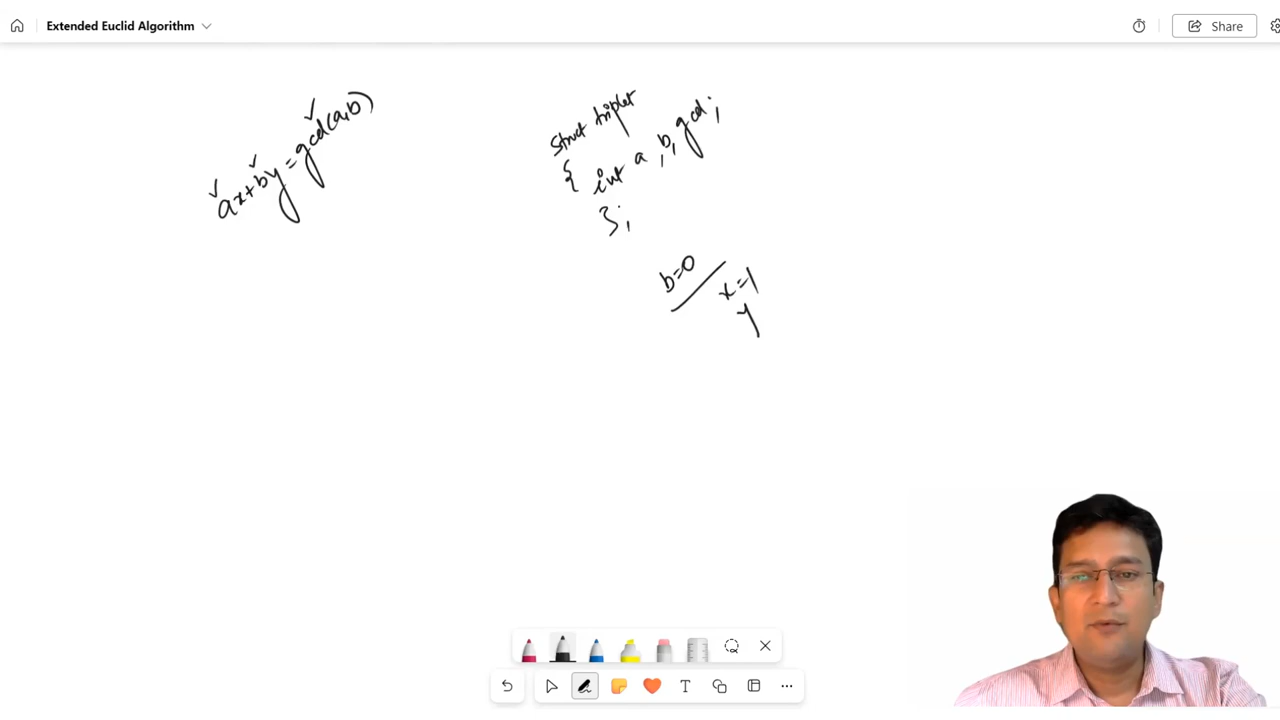 Extended Euclid Algorithm
Share
ax+by=gcd(a,b)
struct triplet
{ int a, b, gcd;
};
b=0
x=1
y
T